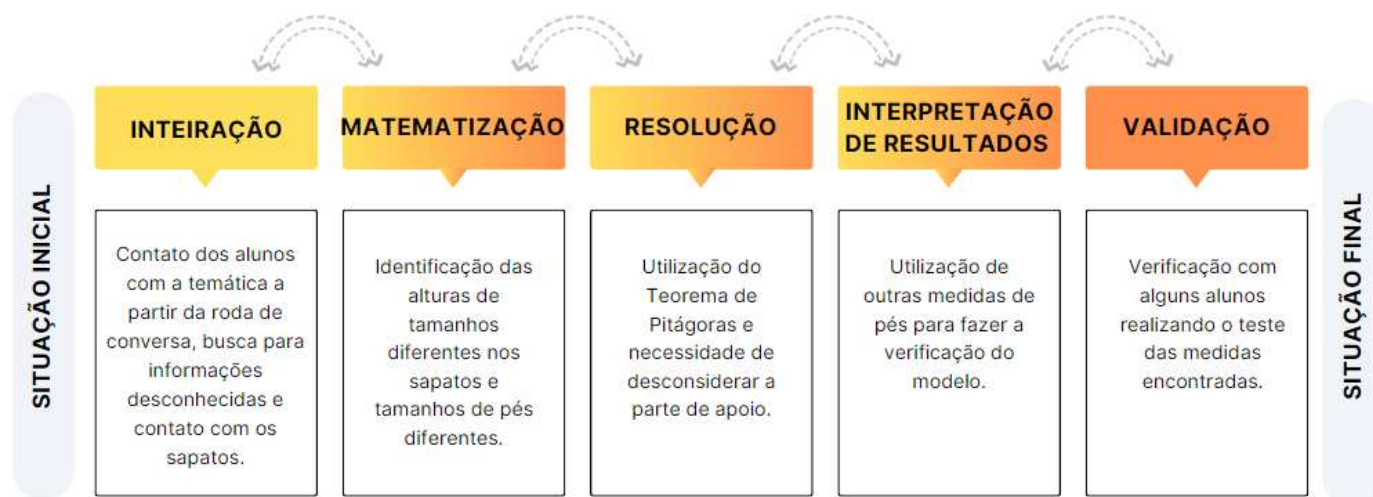 SITUAÇÃO INICIAL
INTEIRAÇÃO
Contato dos alunos
com a temática a
partir da roda de
conversa, busca para
informações
desconhecidas e
contato com os
sapatos.
MATEMATIZAÇÃO
Identificação das
alturas de
tamanhos
diferentes nos
sapatos e
tamanhos de pés
diferentes.
RESOLUÇÃO
Utilização do
Teorema de
Pitágoras e
necessidade de
desconsiderar a
parte de apoio.
INTERPRETAÇÃO
DE RESULTADOS
Utilização de
outras medidas de
pés para fazer a
verificação do
modelo.
VALIDAÇÃO
Verificação com
alguns alunos
realizando o teste
das medidas
encontradas.
SITUAÇÃO FINAL